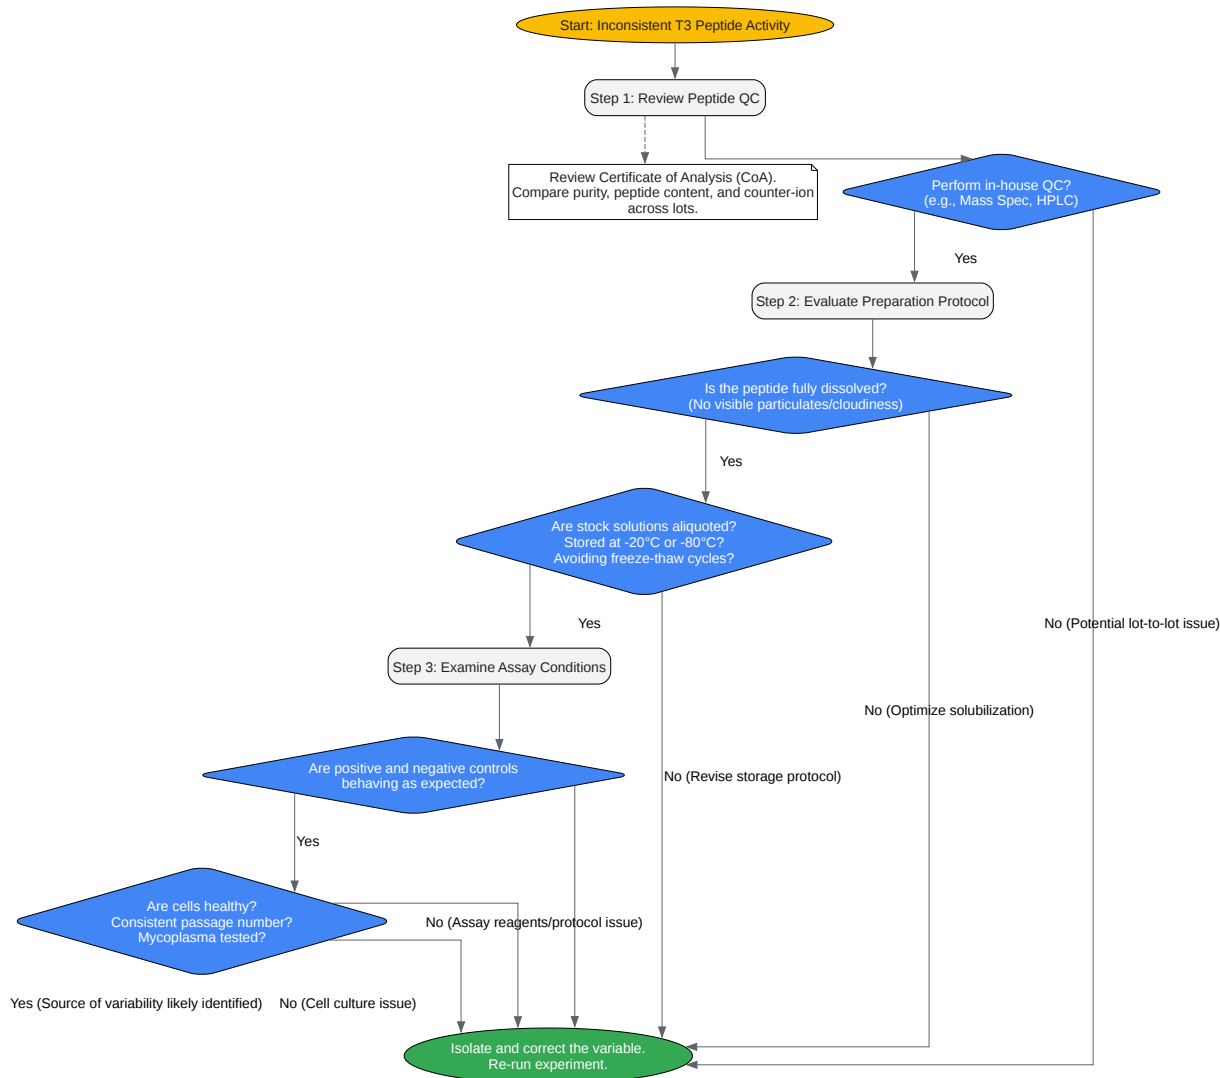 Start: Inconsistent T3 Peptide Activity
Step 1: Review Peptide QC
Review Certificate of Analysis (CoA).
Compare purity, peptide content, and counter-ion
across lots.
Perform in-house QC?
(e.g., Mass Spec, HPLC)
Yes
Step 2: Evaluate Preparation Protocol
Is the peptide fully dissolved?
(No visible particulates/cloudiness)
Yes
Are stock solutions aliquoted?
Stored at -20°C or -80°C?
Avoiding freeze-thaw cycles?
Yes
No (Potential lot-to-lot issue)
Step 3: Examine Assay Conditions
No (Optimize solubilization)
Are positive and negative controls
behaving as expected?
No (Revise storage protocol)
Yes
Are cells healthy?
Consistent passage number?
Mycoplasma tested?
No (Assay reagents/protocol issue)
Yes (Source of variability likely identified)
No (Cell culture issue)
Isolate and correct the variable.
Re-run experiment.